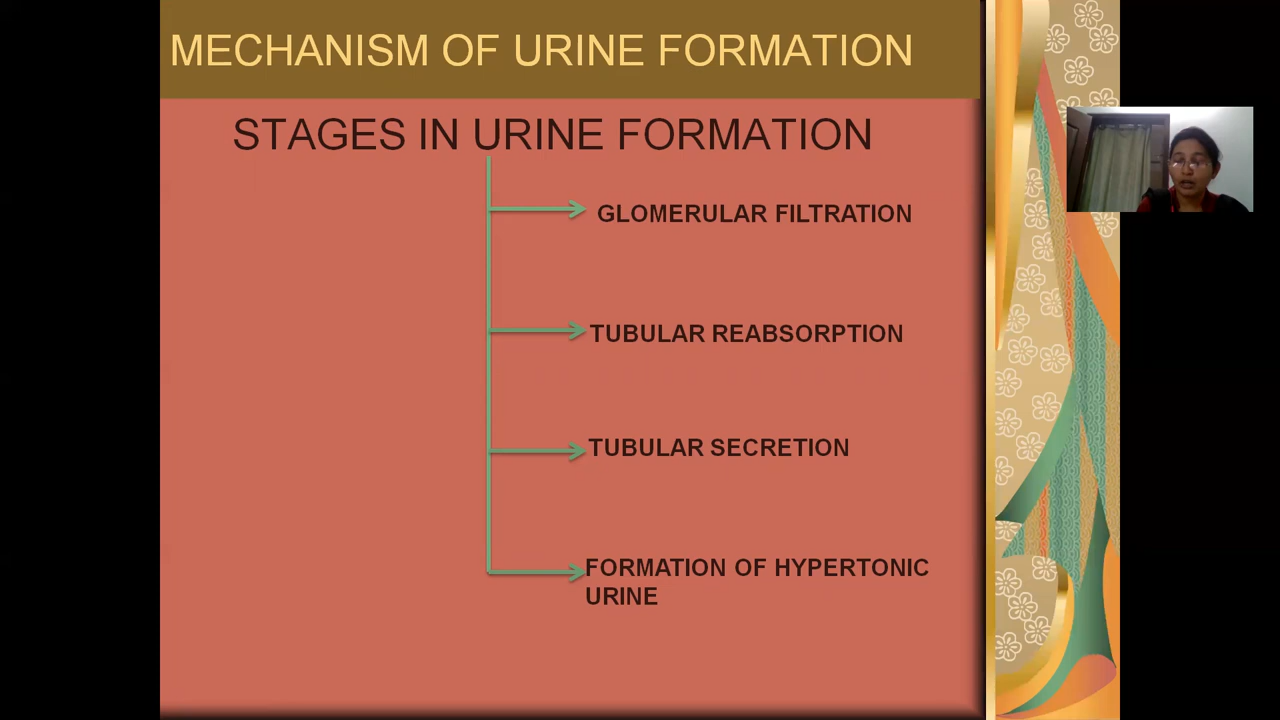 MECHANISM OF URINE FORMATION
STAGES IN URINE FORMATION
GLOMERULAR FILTRATION
TUBULAR REABSORPTION
TUBULAR SECRETION
FORMATION OF HYPERTONIC
URINE